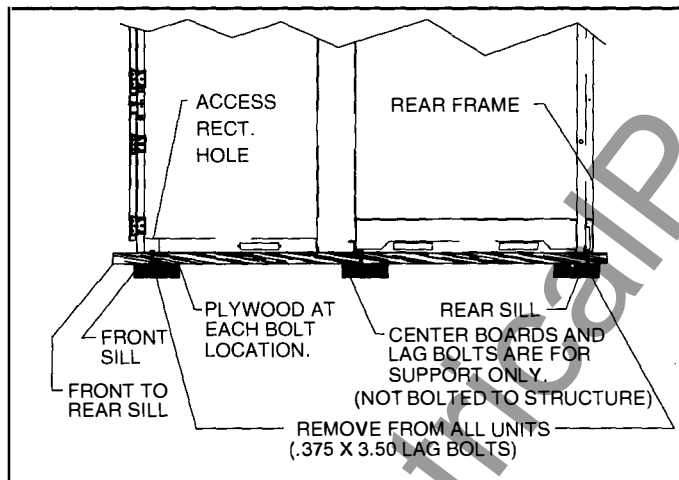 ACCESS
RECT.
HOLE
REAR FRAME
PLYWOOD AT
EACH BOLT
LOCATION.
FRONT
SILL
FRONT TO
REAR SILL
REAR SILL
CENTER BOARDS AND
LAG BOLTS ARE FOR
SUPPORT ONLY.
(NOT BOLTED TO STRUCTURE)
REMOVE FROM ALL UNITS
(.375 X 3.50 LAG BOLTS)
tricalP